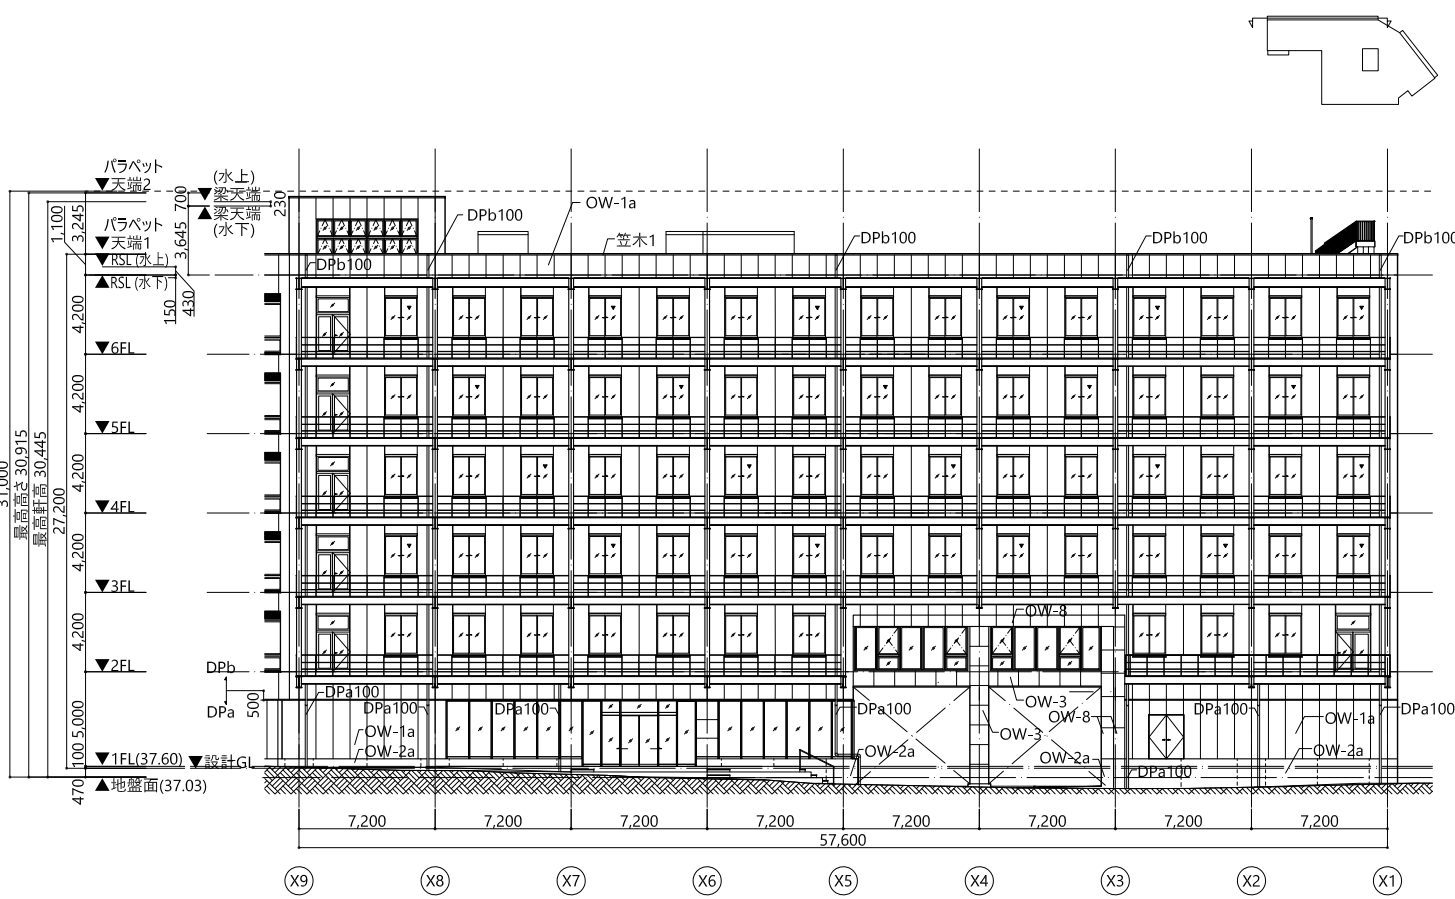 パラペット
▼天端2
(水上)
▼梁天端
▲梁天端
(水下)
700
230
3,645
3,245
1,100
パラペット
▼天端1
▼RSL (水上)
▲RSL (水下)
150
430
DPb100
OW-1a
笠木1
DPb100
DPb100
DPb100
DPb100
4,200
▼6FL
4,200
▼5FL
4,200
▼4FL
4,200
▼3FL
4,200
▼2FL
31,000
最高高さ 30,915
最高軒高 30,445
27,200
DPb
DPa
500
5,000
100
470
▼1FL(37.60)
▼設計GL
▲地盤面(37.03)
OW-8
DPa100
DPa100
DPa100
DPa100
OW-1a
OW-2a
OW-2a
OW-3
OW-3
OW-8
OW-2a
DPa100
DPa100
OW-1a
OW-2a
DPa100
7,200 7,200 7,200 7,200 7,200 7,200 7,200 7,200
57,600
X9 X8 X7 X6 X5 X4 X3 X2 X1